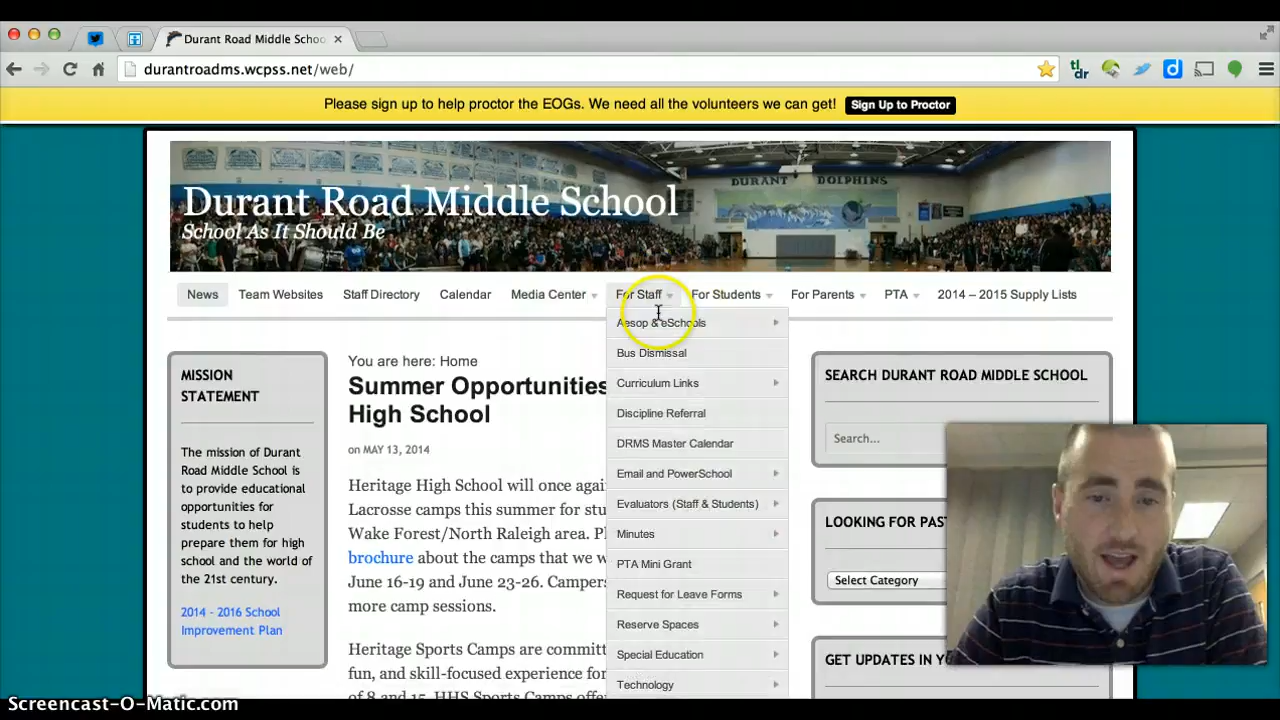 Durant Road Middle Schoo
durantroadms.wcpss.net/web/
tl;dr
Please sign up to help proctor the EOGs. We need all the volunteers we can get! Sign Up to Proctor
DURANT DOLPHINS
Durant Road Middle School
School As It Should Be
News Team Websites Staff Directory Calendar Media Center For Staff For Students For Parents PTA 2014 – 2015 Supply Lists
Aesop & eSchools
Bus Dismissal
Curriculum Links
Discipline Referral
DRMS Master Calendar
Email and PowerSchool
Evaluators (Staff & Students)
Minutes
PTA Mini Grant
Request for Leave Forms
Reserve Spaces
Special Education
Technology
MISSION
STATEMENT
The mission of Durant
Road Middle School is
to provide educational
opportunities for
students to help
prepare them for high
school and the world of
the 21st century.
2014 - 2016 School
Improvement Plan
You are here: Home
Summer Opportunities
High School
on MAY 13, 2014
Heritage High School will once agai
Lacrosse camps this summer for stu
Wake Forest/North Raleigh area. Pl
brochure about the camps that we w
June 16-19 and June 23-26. Campers
more camp sessions.
Heritage Sports Camps are committ
fun, and skill-focused experience for
of 8 and 15. HHS Sports Camps offe
SEARCH DURANT ROAD MIDDLE SCHOOL
Search...
LOOKING FOR PAS
Select Category
GET UPDATES IN Y
Screencast-O-Matic.com